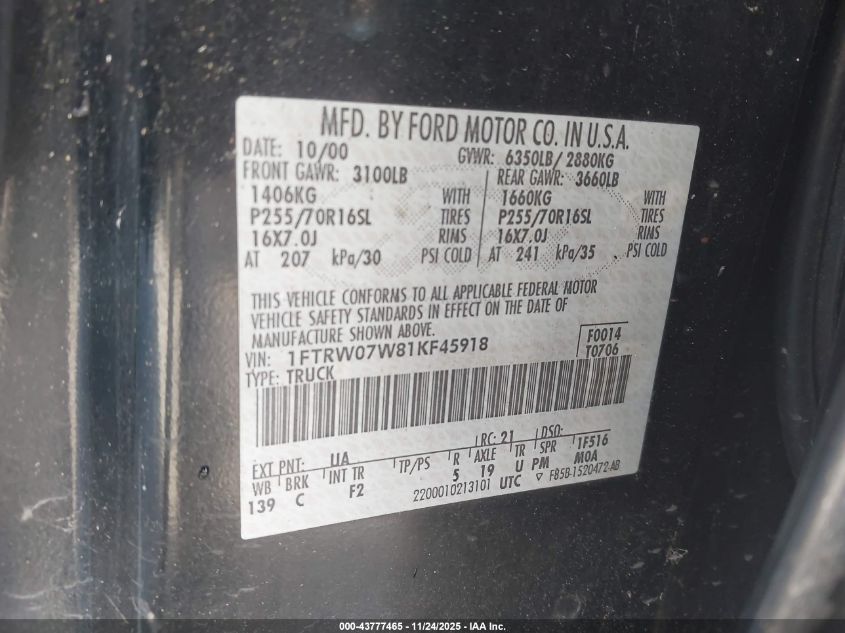 MFD. BY FORD MOTOR CO. IN U.S.A.
DATE: 10/00 GVWR: 6350LB / 2880KG
FRONT GAWR: 3100LB REAR GAWR: 3660LB
1406KG WITH 1660KG WITH
P255/70R16SL TIRES P255/70R16SL TIRES
16X7.0J RIMS 16X7.0J RIMS
AT 207 kPa/30 PSI COLD AT 241 kPa/35 PSI COLD
THIS VEHICLE CONFORMS TO ALL APPLICABLE FEDERAL MOTOR
VEHICLE SAFETY STANDARDS IN EFFECT ON THE DATE OF
MANUFACTURE SHOWN ABOVE.
VIN: 1FTRW07W81KF45918 F0014
TYPE: TRUCK T0706
EXT PNT: UA RC: 21 DSO:
WB BRK INT TR TP/PS R AXLE TR SPR 1F516
139 C F2 5 19 U PM M0A
2200010213101 UTC ▽ F85B-1520472-AB
000-43777465 - 11/24/2025 - IAA Inc.